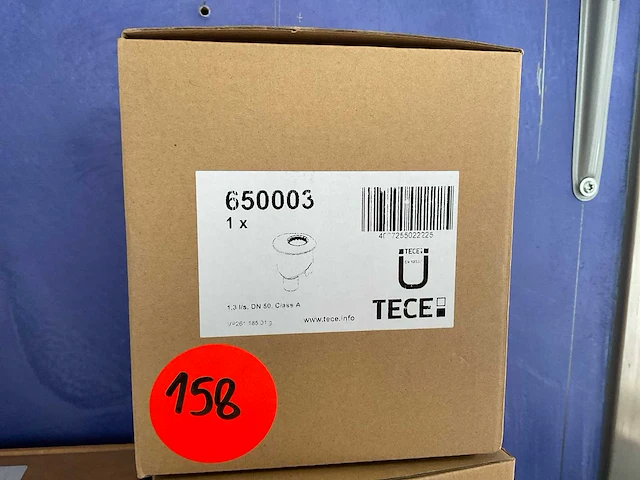 650003
1 x
TECE
1.3 l/s, DN 50, Class A
www.tece.info
TECE
158